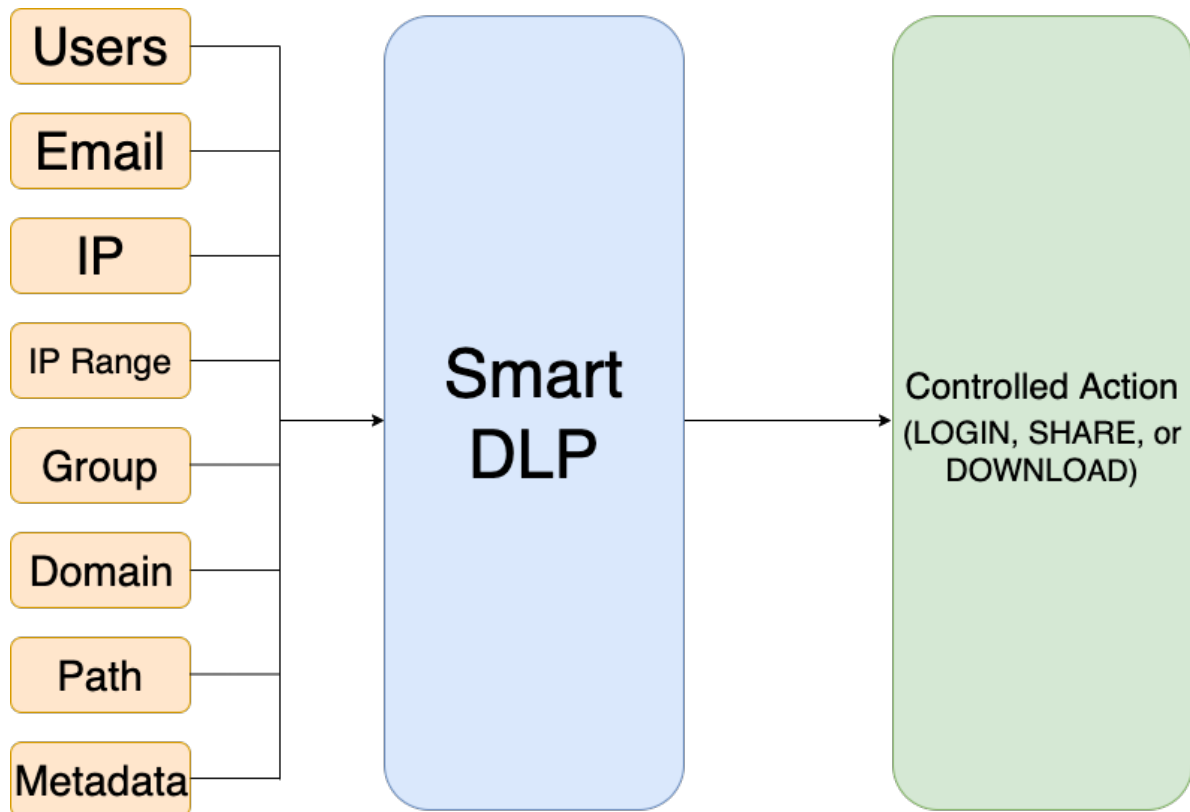 Users
Email
IP
IP Range
Group
Domain
Path
Metadata
Smart
DLP
Controlled Action
(LOGIN, SHARE, or
DOWNLOAD)